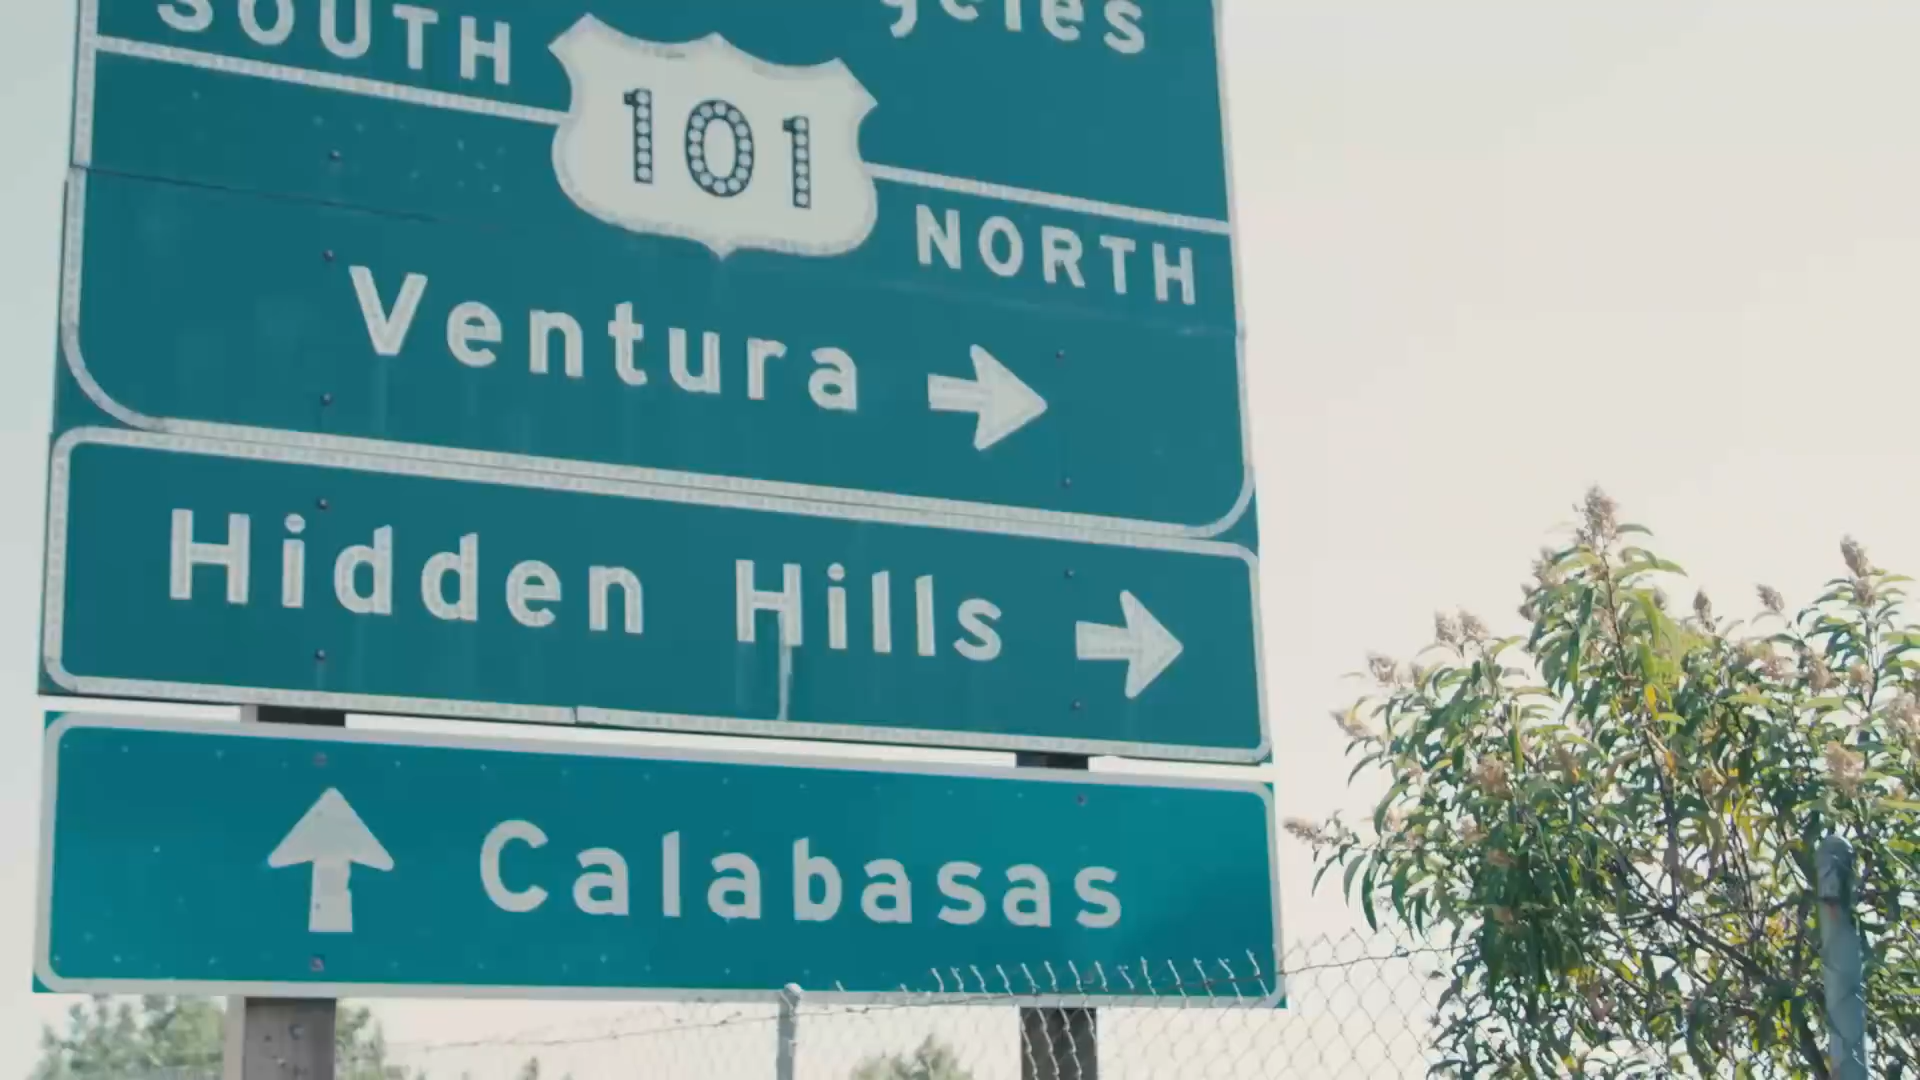 SOUTH
101
NORTH
Ventura →
Hidden Hills →
↑ Calabasas